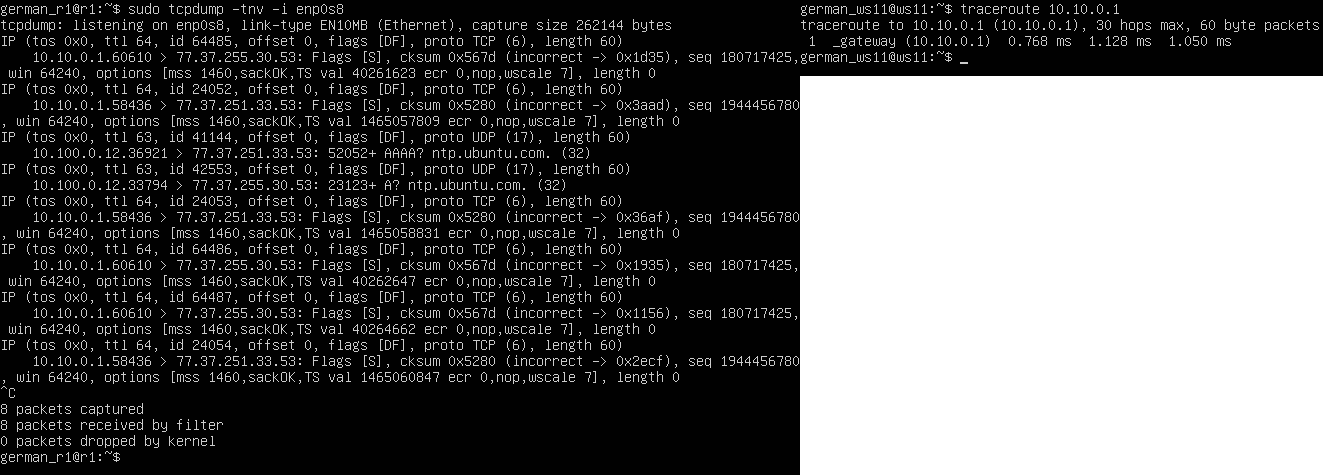 german_r1@r1:~$ sudo tcpdump -tnv -i enp0s8
tcpdump: listening on enp0s8, link-type EN10MB (Ethernet), capture size 262144 bytes
IP (tos 0x0, ttl 64, id 64485, offset 0, flags [DF], proto TCP (6), length 60)
    10.10.0.1.60610 > 77.37.255.30.53: Flags [S], cksum 0x567d (incorrect -> 0x1d35), seq 180717425,
 win 64240, options [mss 1460,sackOK,TS val 40261623 ecr 0,nop,wscale 7], length 0
IP (tos 0x0, ttl 64, id 24052, offset 0, flags [DF], proto TCP (6), length 60)
    10.10.0.1.58436 > 77.37.251.33.53: Flags [S], cksum 0x5280 (incorrect -> 0x3aad), seq 1944456780
, win 64240, options [mss 1460,sackOK,TS val 1465057809 ecr 0,nop,wscale 7], length 0
IP (tos 0x0, ttl 63, id 41144, offset 0, flags [DF], proto UDP (17), length 60)
    10.100.0.12.36921 > 77.37.251.33.53: 52052+ AAAA? ntp.ubuntu.com. (32)
IP (tos 0x0, ttl 63, id 42553, offset 0, flags [DF], proto UDP (17), length 60)
    10.100.0.12.33794 > 77.37.255.30.53: 23123+ A? ntp.ubuntu.com. (32)
IP (tos 0x0, ttl 64, id 24053, offset 0, flags [DF], proto TCP (6), length 60)
    10.10.0.1.58436 > 77.37.251.33.53: Flags [S], cksum 0x5280 (incorrect -> 0x36af), seq 1944456780
, win 64240, options [mss 1460,sackOK,TS val 1465058831 ecr 0,nop,wscale 7], length 0
IP (tos 0x0, ttl 64, id 64486, offset 0, flags [DF], proto TCP (6), length 60)
    10.10.0.1.60610 > 77.37.255.30.53: Flags [S], cksum 0x567d (incorrect -> 0x1935), seq 180717425,
 win 64240, options [mss 1460,sackOK,TS val 40262647 ecr 0,nop,wscale 7], length 0
IP (tos 0x0, ttl 64, id 64487, offset 0, flags [DF], proto TCP (6), length 60)
    10.10.0.1.60610 > 77.37.255.30.53: Flags [S], cksum 0x567d (incorrect -> 0x1156), seq 180717425,
 win 64240, options [mss 1460,sackOK,TS val 40264662 ecr 0,nop,wscale 7], length 0
IP (tos 0x0, ttl 64, id 24054, offset 0, flags [DF], proto TCP (6), length 60)
    10.10.0.1.58436 > 77.37.251.33.53: Flags [S], cksum 0x5280 (incorrect -> 0x2ecf), seq 1944456780
, win 64240, options [mss 1460,sackOK,TS val 1465060847 ecr 0,nop,wscale 7], length 0
^C
8 packets captured
8 packets received by filter
0 packets dropped by kernel
german_r1@r1:~$
german_ws11@ws11:~$ traceroute 10.10.0.1
traceroute to 10.10.0.1 (10.10.0.1), 30 hops max, 60 byte packets
 1  _gateway (10.10.0.1)  0.768 ms  1.128 ms  1.050 ms
german_ws11@ws11:~$ _